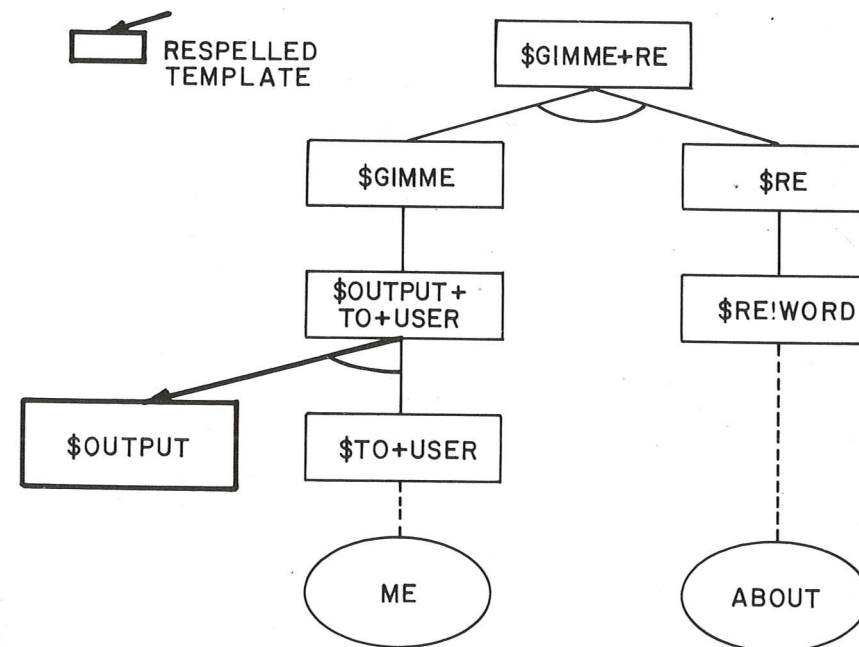 RESPELLED
TEMPLATE
$GIMME+RE
$GIMME
$RE
$OUTPUT+
TO+USER
$RE!WORD
$OUTPUT
$TO+USER
ME
ABOUT